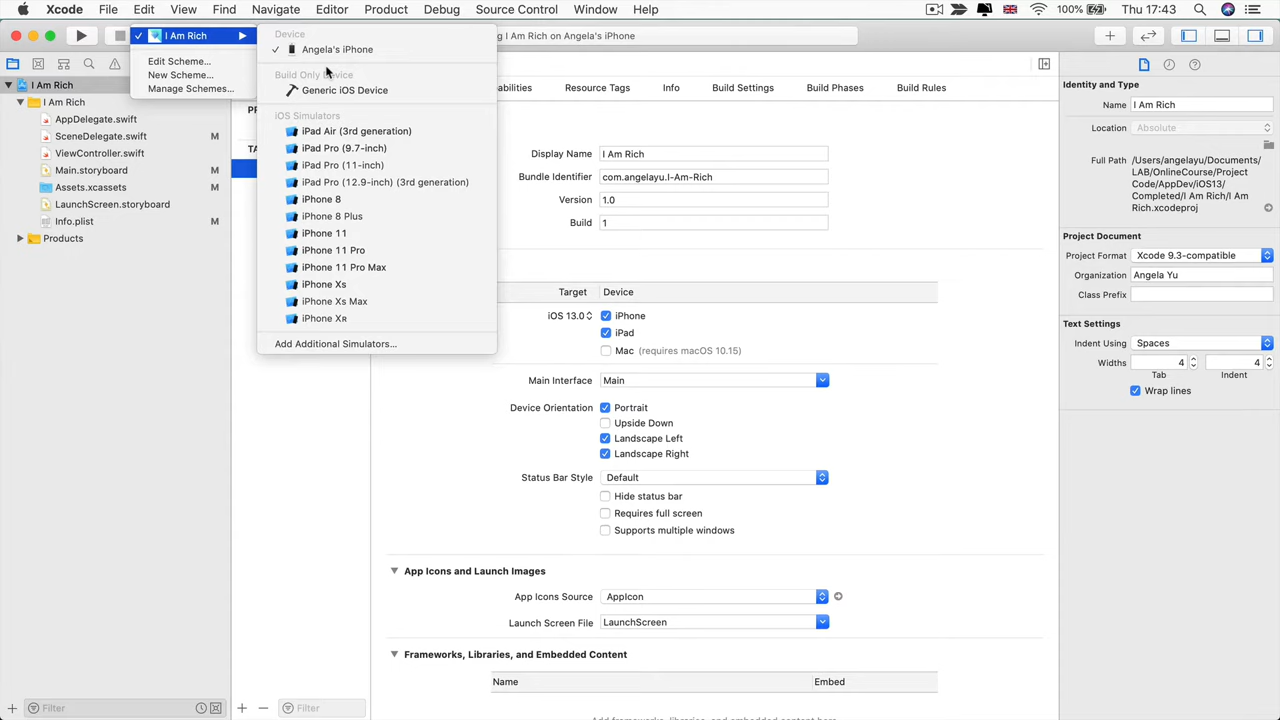 Xcode File Edit View Find Navigate Editor Product Debug Source Control Window Help 100% Thu 17:43
I Am Rich
Edit Scheme...
New Scheme...
Manage Schemes...
Device
Angela's iPhone
Build Only Device
Generic iOS Device
iOS Simulators
iPad Air (3rd generation)
iPad Pro (9.7-inch)
iPad Pro (11-inch)
iPad Pro (12.9-inch) (3rd generation)
iPhone 8
iPhone 8 Plus
iPhone 11
iPhone 11 Pro
iPhone 11 Pro Max
iPhone Xs
iPhone Xs Max
iPhone XR
Add Additional Simulators...
g I Am Rich on Angela's iPhone
I Am Rich
I Am Rich
AppDelegate.swift
SceneDelegate.swift M
ViewController.swift
Main.storyboard M
Assets.xcassets M
LaunchScreen.storyboard
Info.plist M
Products
Filter
PR
TA
Filter
abilities Resource Tags Info Build Settings Build Phases Build Rules
Display Name I Am Rich
Bundle Identifier com.angelayu.I-Am-Rich
Version 1.0
Build 1
Target Device
iOS 13.0 iPhone
iPad
Mac (requires macOS 10.15)
Main Interface Main
Device Orientation Portrait
Upside Down
Landscape Left
Landscape Right
Status Bar Style Default
Hide status bar
Requires full screen
Supports multiple windows
App Icons and Launch Images
App Icons Source AppIcon
Launch Screen File LaunchScreen
Frameworks, Libraries, and Embedded Content
Name Embed
Add frameworks, libraries, and embedded content here
Identity and Type
Name I Am Rich
Location Absolute
Full Path /Users/angelayu/Documents/
LAB/OnlineCourse/Project
Code/AppDev/iOS13/
Completed/I Am Rich/I Am
Rich.xcodeproj
Project Document
Project Format Xcode 9.3-compatible
Organization Angela Yu
Class Prefix
Text Settings
Indent Using Spaces
Widths 4 4
Tab Indent
Wrap lines